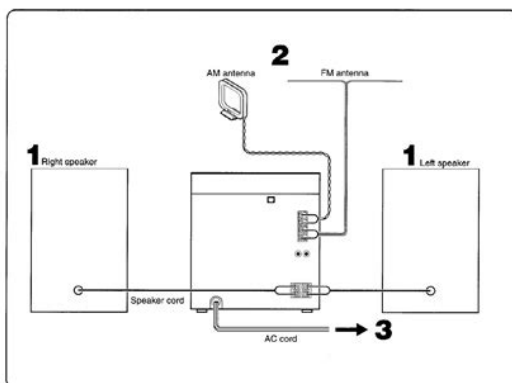 2
AM antenna
FM antenna
1 Right speaker
1 Left speaker
Speaker cord
AC cord
3